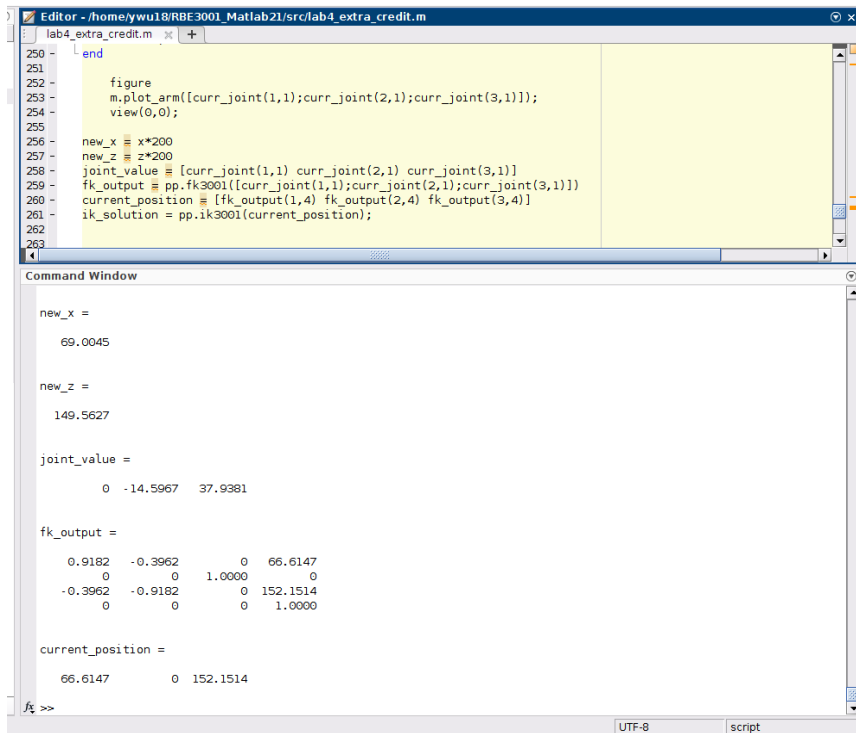 Editor - /home/ywu18/RBE3001_Matlab21/src/lab4_extra_credit.m
lab4_extra_credit.m
250 - end
251
252 - figure
253 - m.plot_arm([curr_joint(1,1);curr_joint(2,1);curr_joint(3,1)]);
254 - view(0,0);
255
256 - new_x = x*200
257 - new_z = z*200
258 - joint_value = [curr_joint(1,1) curr_joint(2,1) curr_joint(3,1)]
259 - fk_output = pp.fk3001([curr_joint(1,1);curr_joint(2,1);curr_joint(3,1)])
260 - current_position = [fk_output(1,4) fk_output(2,4) fk_output(3,4)]
261 - ik_solution = pp.ik3001(current_position);
262
263
Command Window
new_x =
69.0045
new_z =
149.5627
joint_value =
0 -14.5967 37.9381
fk_output =
0.9182 -0.3962 0 66.6147
0 0 1.0000 0
-0.3962 -0.9182 0 152.1514
0 0 0 1.0000
current_position =
66.6147 0 152.1514
fx >>
UTF-8 script